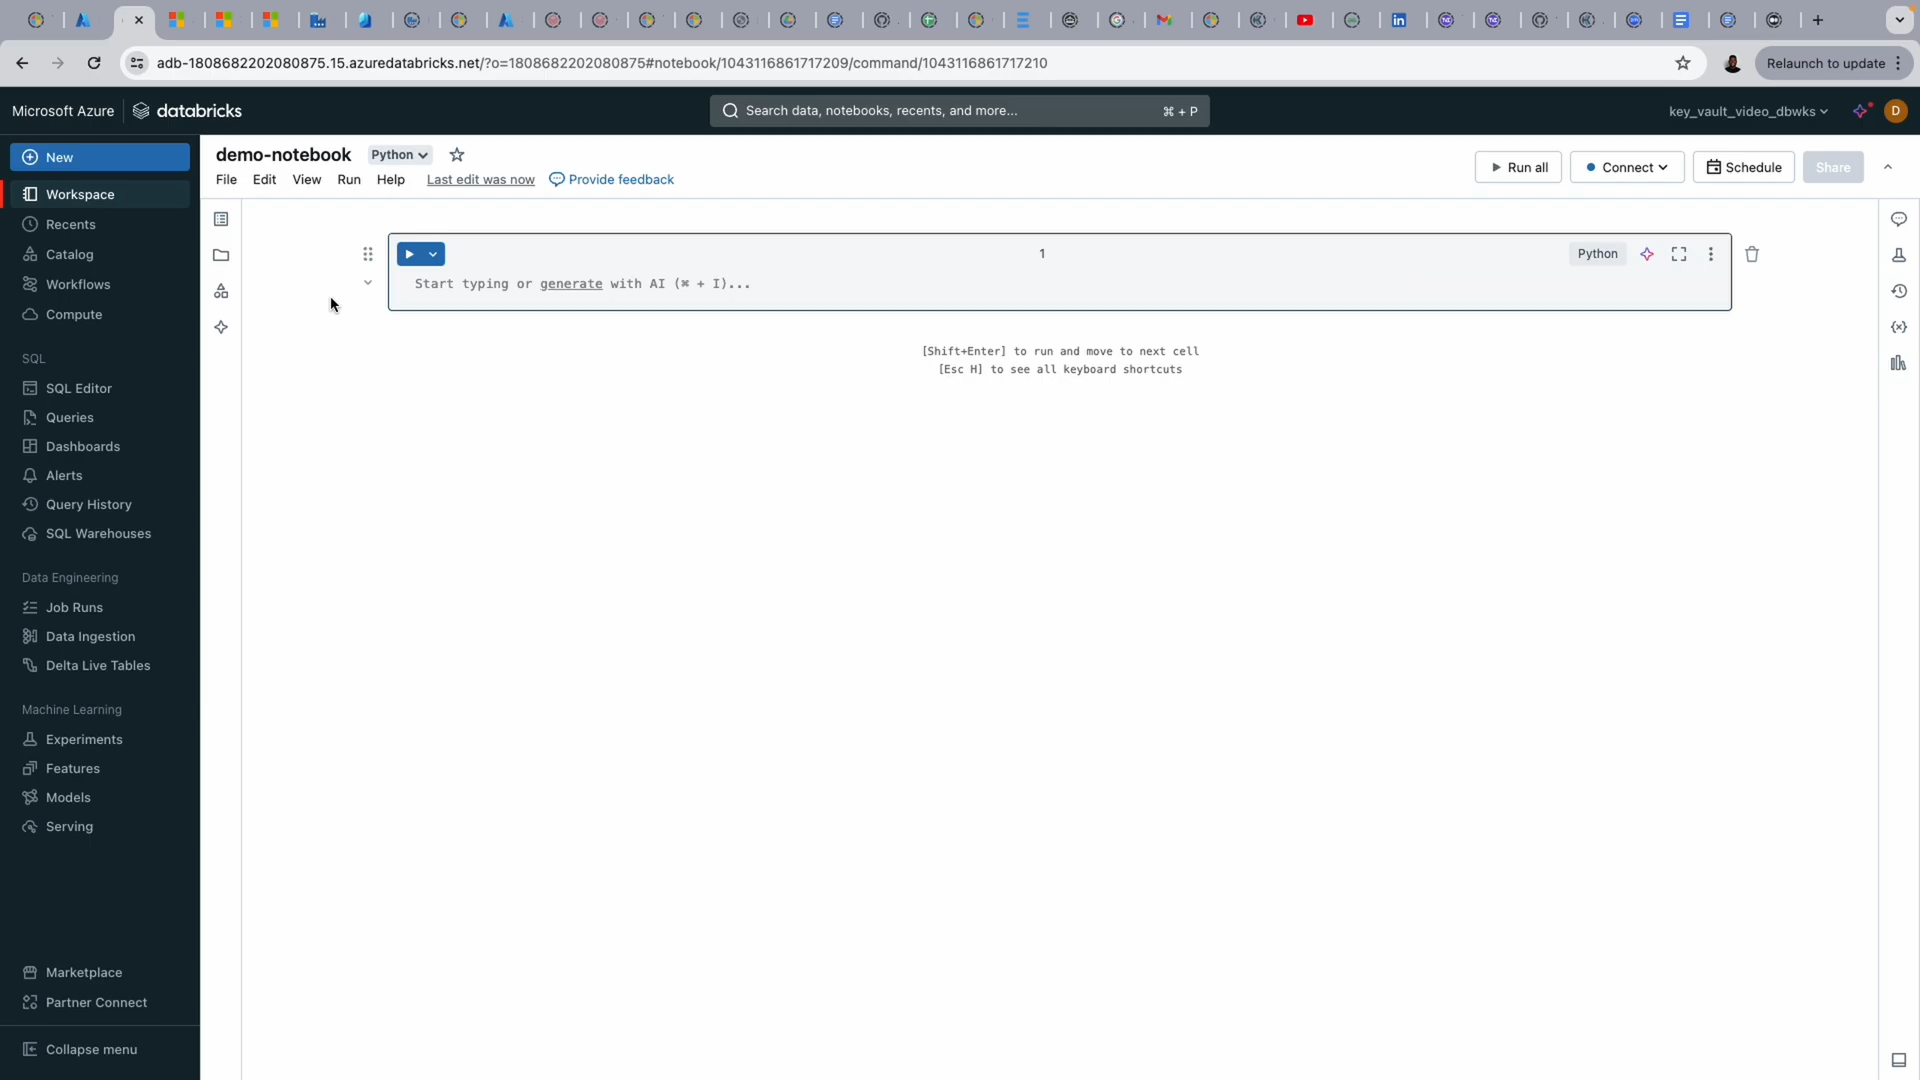 adb-1808682202080875.15.azuredatabricks.net/?o=1808682202080875#notebook/1043116861717209/command/1043116861717210
Relaunch to update
Microsoft Azure
databricks
Search data, notebooks, recents, and more...
⌘ + P
key_vault_video_dbwks
D
New
Workspace
Recents
Catalog
Workflows
Compute
SQL
SQL Editor
Queries
Dashboards
Alerts
Query History
SQL Warehouses
Data Engineering
Job Runs
Data Ingestion
Delta Live Tables
Machine Learning
Experiments
Features
Models
Serving
Marketplace
Partner Connect
Collapse menu
demo-notebook
Python
File Edit View Run Help Last edit was now Provide feedback
Run all
Connect
Schedule
Share
1
Python
Start typing or generate with AI (⌘ + I)...
[Shift+Enter] to run and move to next cell
[Esc H] to see all keyboard shortcuts